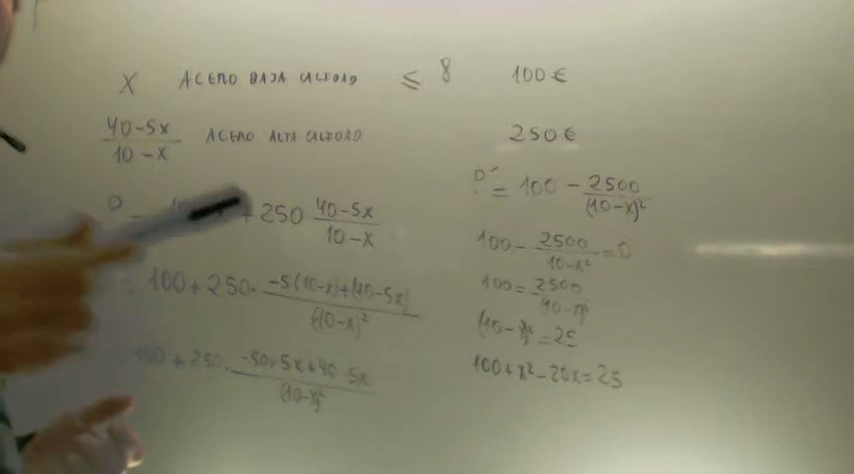 X ACERO BAJA CALIDAD ≤ 8 100€
40-5x / 10-x ACERO ALTA CALIDAD 250€
+ 250 40-5x / 10-x
= 100 + 250. -5(10-x)+(40-5x) / (10-x)²
100 + 250. -50+5x+40-5x / (10-x)²
P' = 100 - 2500 / (10-x)²
100 - 2500 / 10-x² = 0
100 = 2500 / (10-x)²
= 25
100+x²-20x=25